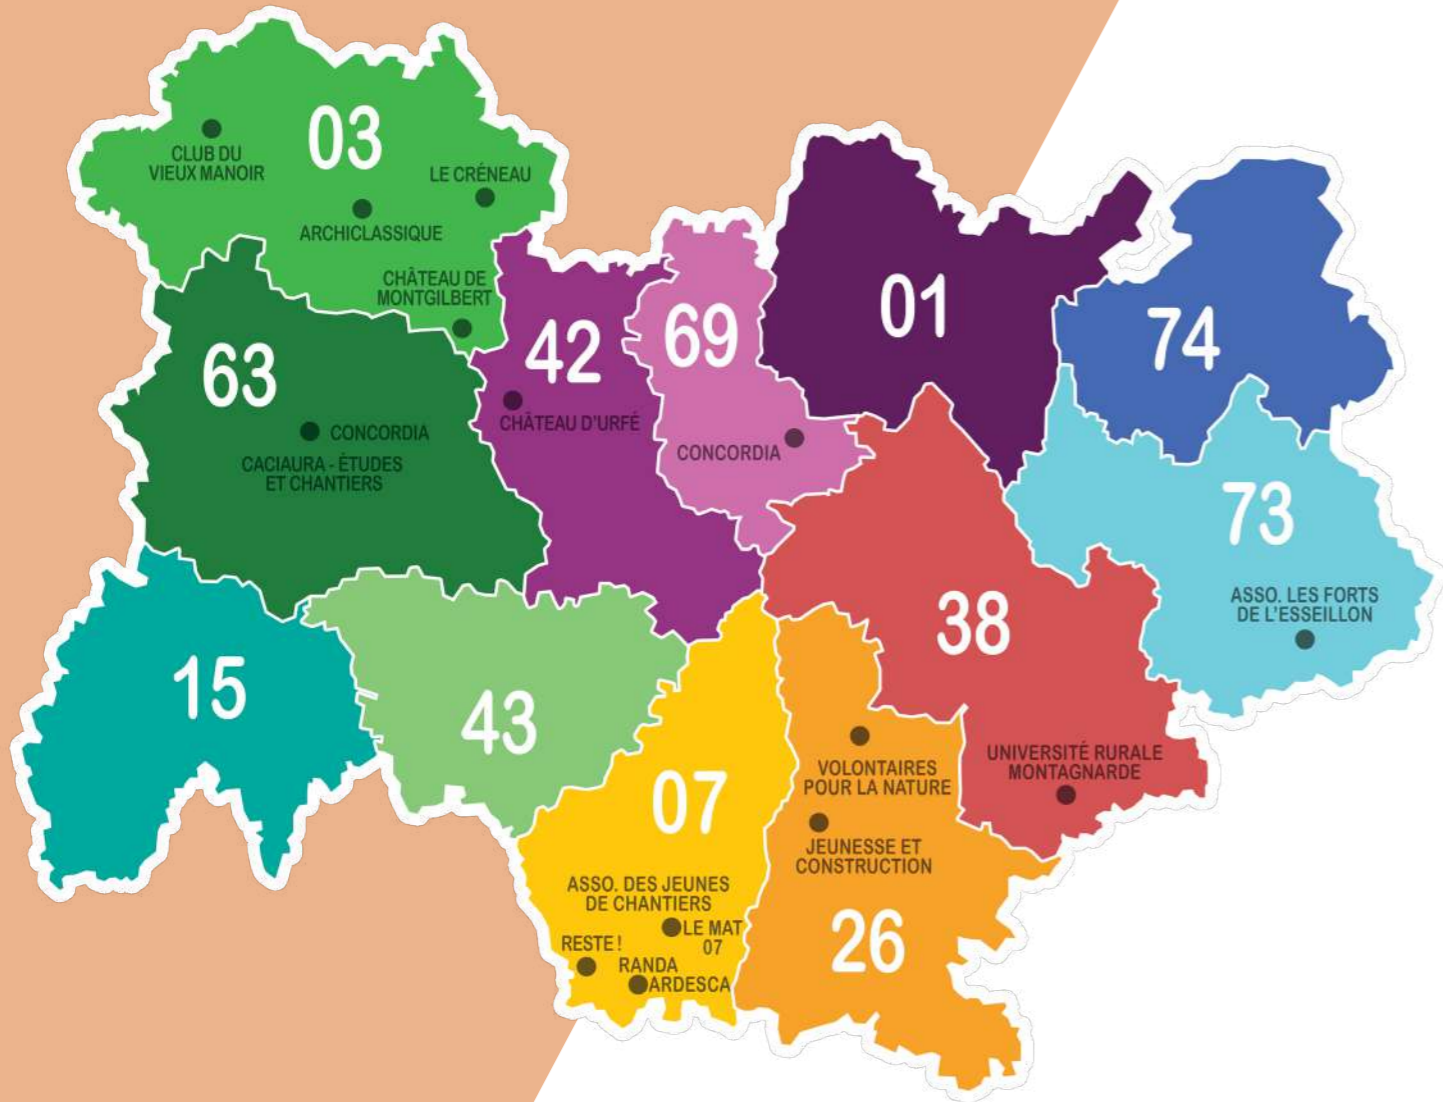 03
CLUB DU
VIEUX MANOIR
LE CRÉNEAU
ARCHICLASSIQUE
CHÂTEAU DE
MONTGILBERT
01
42
69
74
63
CHÂTEAU D'URFÉ
CONCORDIA
CACIAURA - ÉTUDES
ET CHANTIERS
CONCORDIA
73
ASSO. LES FORTS
DE L'ESSEILLON
38
15
43
UNIVERSITÉ RURALE
MONTAGNARDE
VOLONTAIRES
POUR LA NATURE
07
JEUNESSE ET
CONSTRUCTION
ASSO. DES JEUNES
DE CHANTIERS
LE MAT
07
RESTE !
RANDA
ARDESCA
26